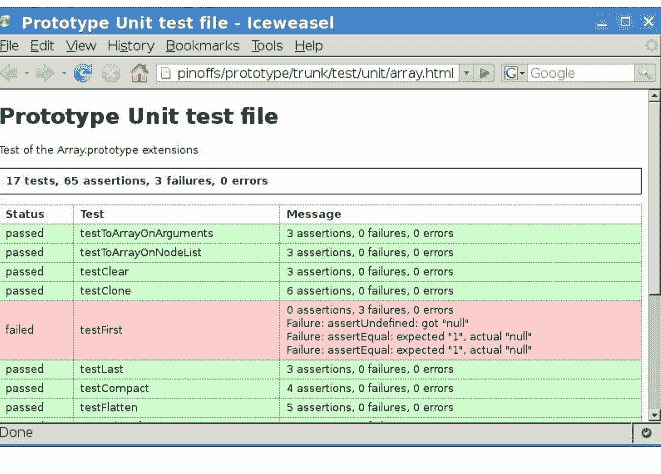 Prototype Unit test file - Iceweasel
File Edit View History Bookmarks Tools Help
pinoffs/prototype/trunk/test/unit/array.html G Google
Prototype Unit test file
Test of the Array.prototype extensions
17 tests, 65 assertions, 3 failures, 0 errors
Status Test Message
passed testToArrayOnArguments 3 assertions, 0 failures, 0 errors
passed testToArrayOnNodeList 3 assertions, 0 failures, 0 errors
passed testClear 3 assertions, 0 failures, 0 errors
passed testClone 6 assertions, 0 failures, 0 errors
failed testFirst 0 assertions, 3 failures, 0 errors
Failure: assertUndefined: got "null"
Failure: assertEqual: expected "1", actual "null"
Failure: assertEqual: expected "1", actual "null"
passed testLast 3 assertions, 0 failures, 0 errors
passed testCompact 4 assertions, 0 failures, 0 errors
passed testFlatten 5 assertions, 0 failures, 0 errors
Done